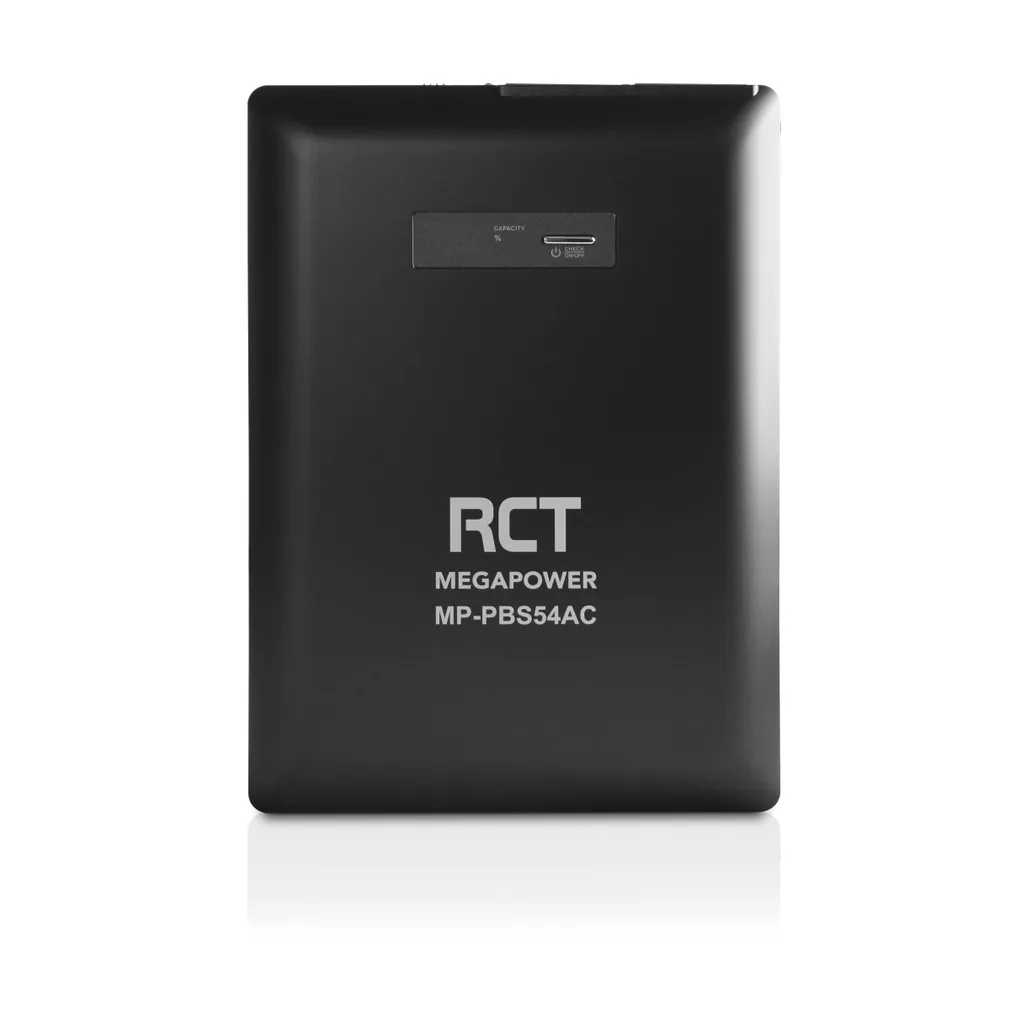 CAPACITY
%
CHECK
ON/OFF
RCT
MEGAPOWER
MP-PBS54AC